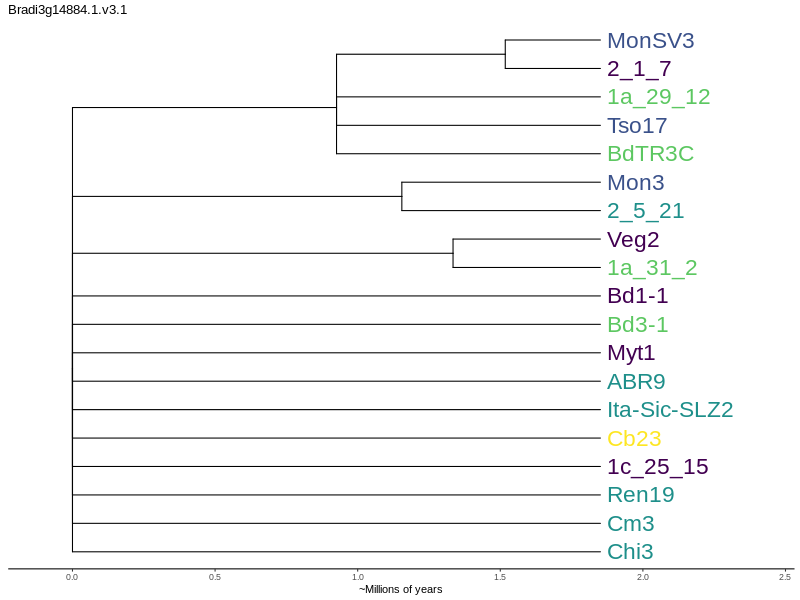 Bradi3g14884.1.v3.1
MonSV3
2_1_7
1a_29_12
Tso17
BdTR3C
Mon3
2_5_21
Veg2
1a_31_2
Bd1-1
Bd3-1
Myt1
ABR9
Ita-Sic-SLZ2
Cb23
1c_25_15
Ren19
Cm3
Chi3
0.0 0.5 1.0 1.5 2.0 2.5
~Millions of years